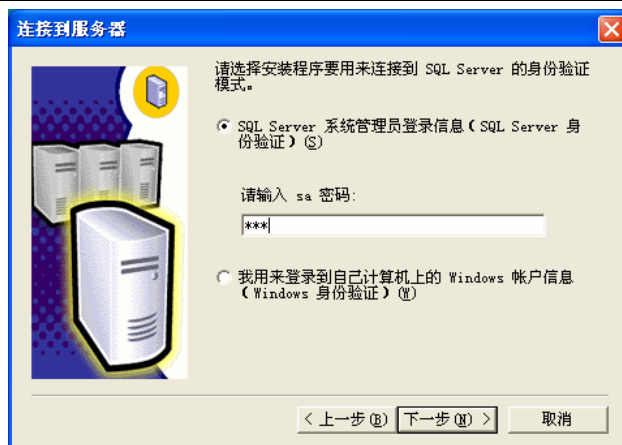 连接到服务器
请选择安装程序要用来连接到 SQL Server 的身份验证
模式。
SQL Server 系统管理员登录信息(SQL Server 身
份验证)(S)
请输入 sa 密码:
***
我用来登录到自己计算机上的 Windows 帐户信息
(Windows 身份验证)(W)
< 上一步(B) 下一步(N) > 取消